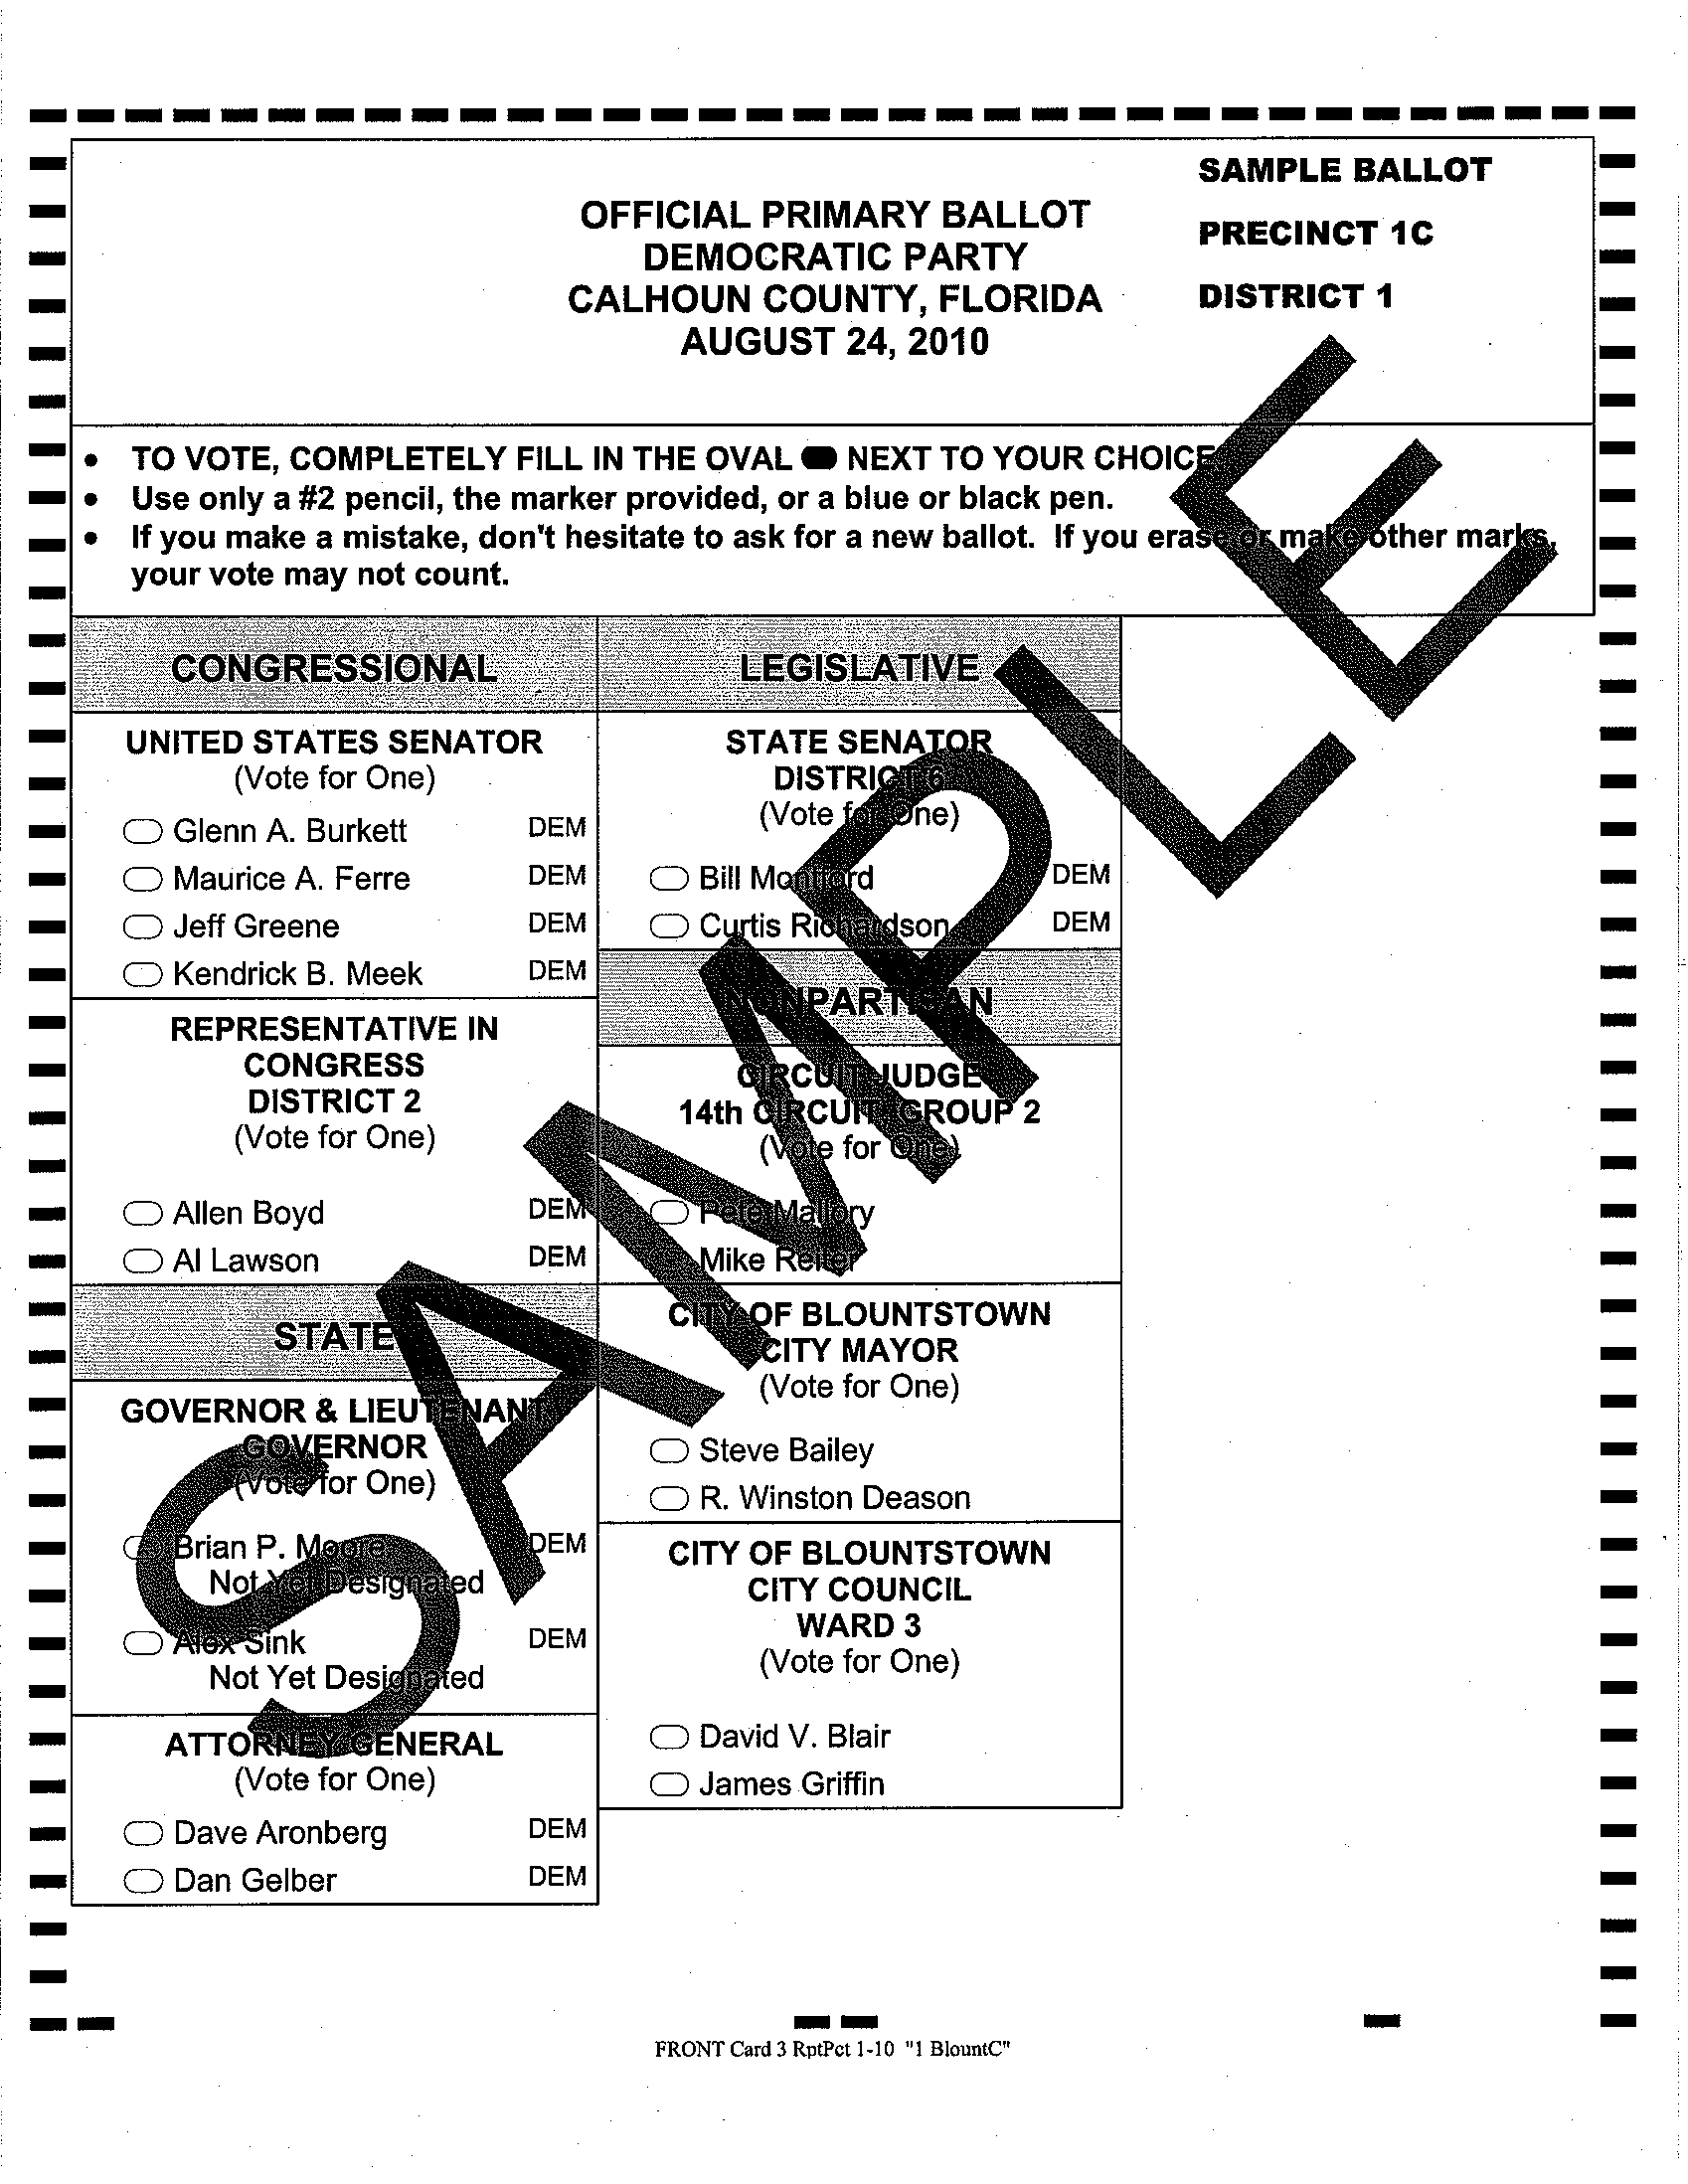 SAMPLE BALLOT
OFFICIAL PRIMARY BALLOT
PRECINCT 1C
DEMOCRATIC PARTY
CALHOUN COUNTY, FLORIDA
DISTRICT 1
AUGUST 24, 2010
• TO VOTE, COMPLETELY FILL IN THE OVAL NEXT TO YOUR CHOICE
• Use only a #2 pencil, the marker provided, or a blue or black pen.
• If you make a mistake, don't hesitate to ask for a new ballot. If you erase or make other marks,
your vote may not count.
CONGRESSIONAL
UNITED STATES SENATOR
(Vote for One)
Glenn A. Burkett DEM
Maurice A. Ferre DEM
Jeff Greene DEM
Kendrick B. Meek DEM
REPRESENTATIVE IN
CONGRESS
DISTRICT 2
(Vote for One)
Allen Boyd DEM
Al Lawson DEM
STATE
GOVERNOR & LIEUTENANT
GOVERNOR
(Vote for One)
Brian P. Moore DEM
Not Yet Designated
Alex Sink DEM
Not Yet Designated
ATTORNEY GENERAL
(Vote for One)
Dave Aronberg DEM
Dan Gelber DEM
LEGISLATIVE
STATE SENATOR
DISTRICT 6
(Vote for One)
Bill Montford DEM
Curtis Richardson DEM
NONPARTISAN
CIRCUIT JUDGE
14th CIRCUIT, GROUP 2
(Vote for One)
Pete Mallory
Mike Reiter
CITY OF BLOUNTSTOWN
CITY MAYOR
(Vote for One)
Steve Bailey
R. Winston Deason
CITY OF BLOUNTSTOWN
CITY COUNCIL
WARD 3
(Vote for One)
David V. Blair
James Griffin
SAMPLE
FRONT Card 3 RptPct 1-10 "1 BlountC"